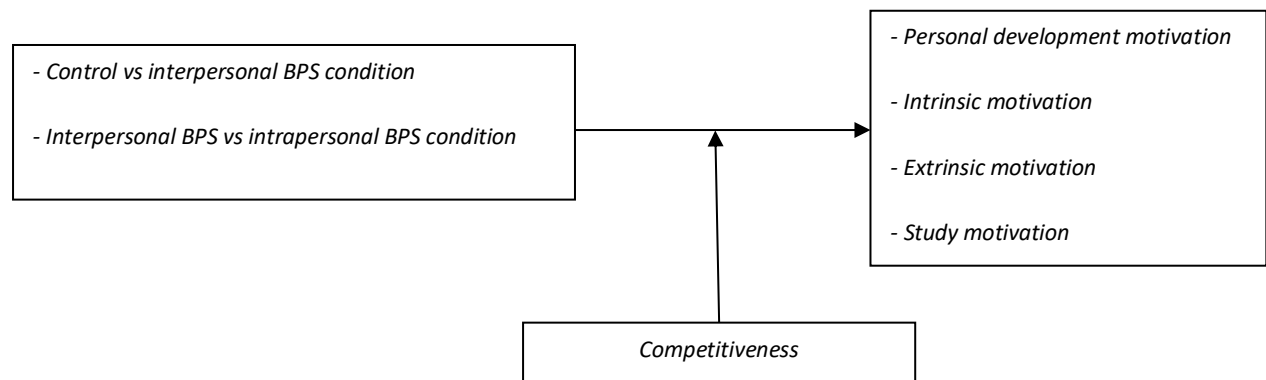 - Control vs interpersonal BPS condition
- Interpersonal BPS vs intrapersonal BPS condition
- Personal development motivation
- Intrinsic motivation
- Extrinsic motivation
- Study motivation
Competitiveness